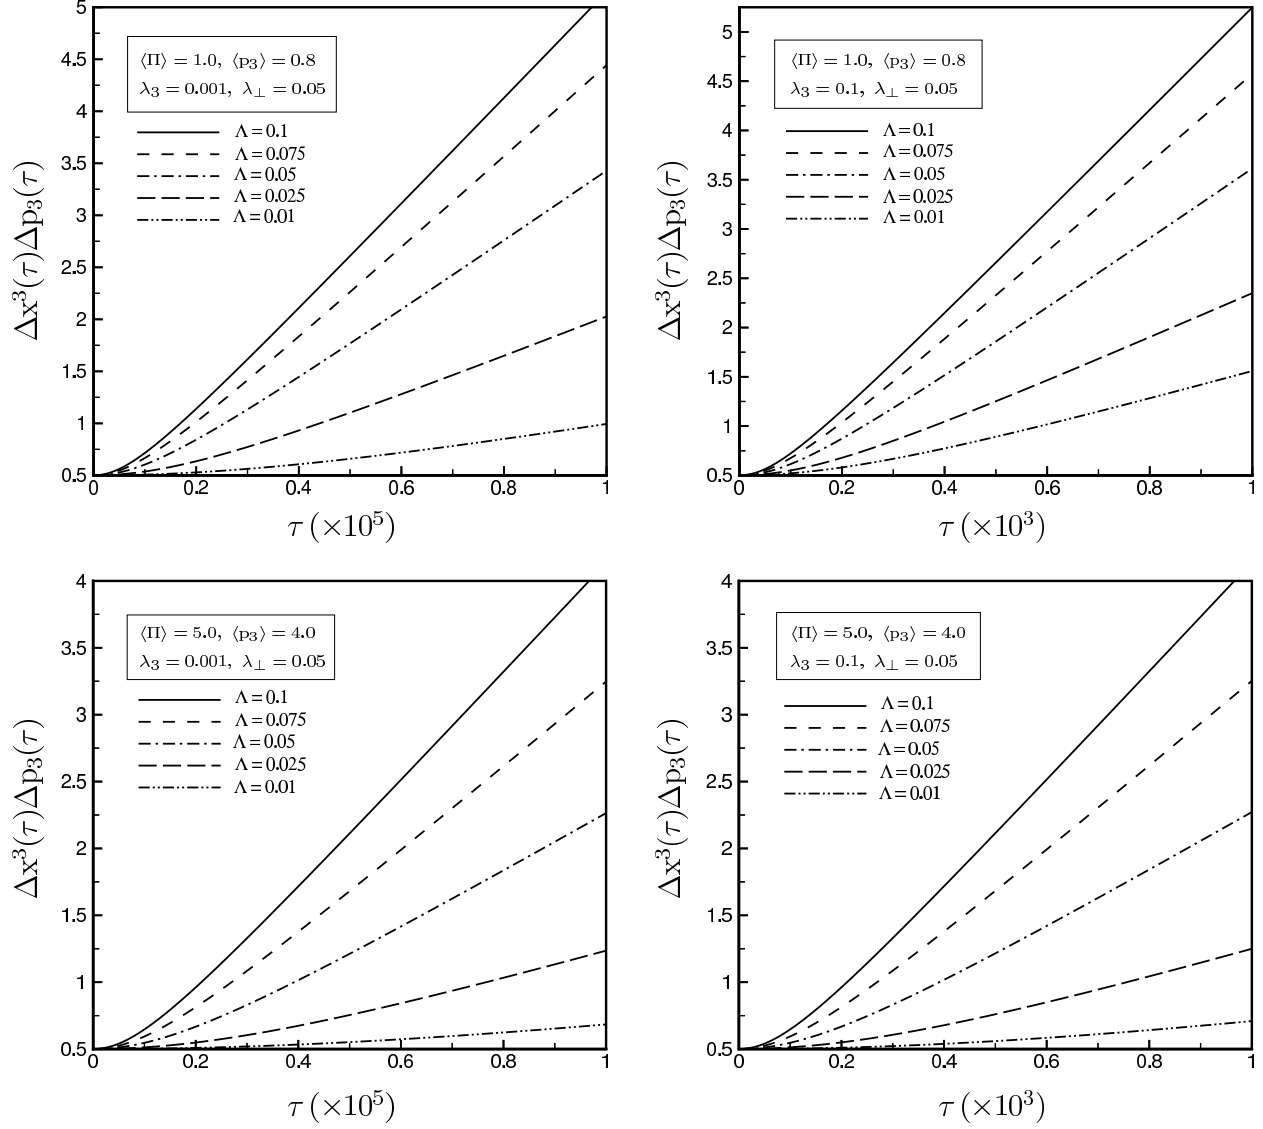 Δx³(τ)Δp₃(τ)
5
4.5
4
3.5
3
2.5
2
1.5
1
0.5
⟨Π⟩ = 1.0, ⟨p₃⟩ = 0.8
λ₃ = 0.001, λ⊥ = 0.05
Λ = 0.1
Λ = 0.075
Λ = 0.05
Λ = 0.025
Λ = 0.01
0 0.2 0.4 0.6 0.8 1
τ (×10⁵)
Δx³(τ)Δp₃(τ)
5
4.5
4
3.5
3
2.5
2
1.5
1
0.5
⟨Π⟩ = 1.0, ⟨p₃⟩ = 0.8
λ₃ = 0.1, λ⊥ = 0.05
Λ = 0.1
Λ = 0.075
Λ = 0.05
Λ = 0.025
Λ = 0.01
0 0.2 0.4 0.6 0.8 1
τ (×10³)
Δx³(τ)Δp₃(τ)
4
3.5
3
2.5
2
1.5
1
0.5
⟨Π⟩ = 5.0, ⟨p₃⟩ = 4.0
λ₃ = 0.001, λ⊥ = 0.05
Λ = 0.1
Λ = 0.075
Λ = 0.05
Λ = 0.025
Λ = 0.01
0 0.2 0.4 0.6 0.8 1
τ (×10⁵)
Δx³(τ)Δp₃(τ)
4
3.5
3
2.5
2
1.5
1
0.5
⟨Π⟩ = 5.0, ⟨p₃⟩ = 4.0
λ₃ = 0.1, λ⊥ = 0.05
Λ = 0.1
Λ = 0.075
Λ = 0.05
Λ = 0.025
Λ = 0.01
0 0.2 0.4 0.6 0.8 1
τ (×10³)